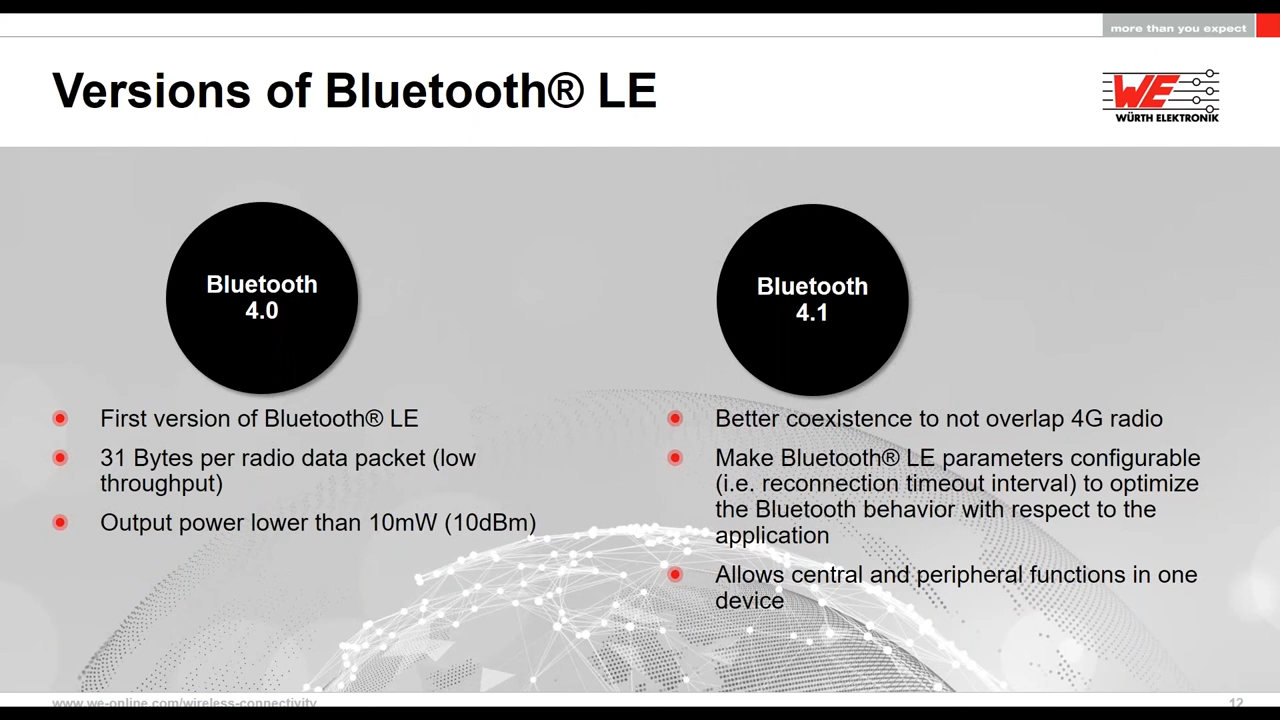 more than you expect
Versions of Bluetooth® LE
WE
WÜRTH ELEKTRONIK
Bluetooth
4.0
First version of Bluetooth® LE
31 Bytes per radio data packet (low
throughput)
Output power lower than 10mW (10dBm)
Bluetooth
4.1
Better coexistence to not overlap 4G radio
Make Bluetooth® LE parameters configurable
(i.e. reconnection timeout interval) to optimize
the Bluetooth behavior with respect to the
application
Allows central and peripheral functions in one
device
www.we-online.com/wireless-connectivity
12